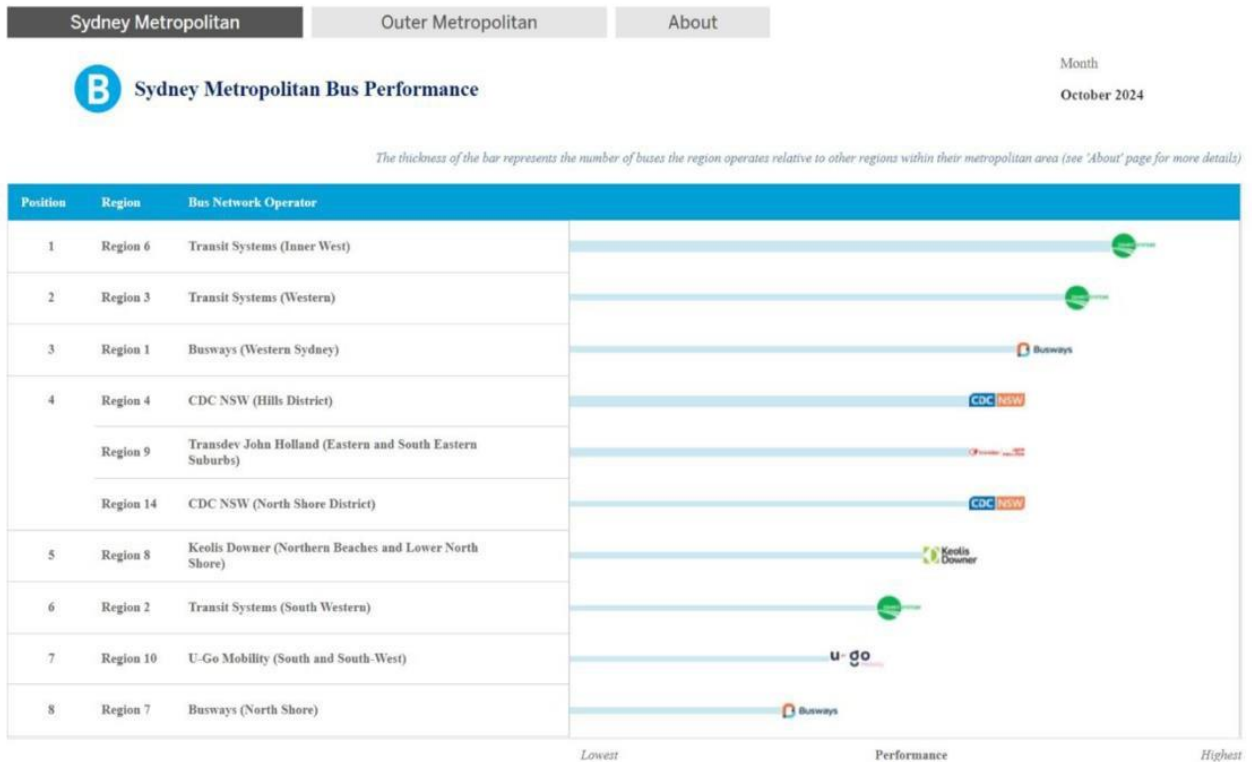 Sydney Metropolitan
Outer Metropolitan
About
Month
B Sydney Metropolitan Bus Performance
October 2024
The thickness of the bar represents the number of buses the region operates relative to other regions within their metropolitan area (see 'About' page for more details)
Position Region Bus Network Operator
1 Region 6 Transit Systems (Inner West)
2 Region 3 Transit Systems (Western)
3 Region 1 Busways (Western Sydney) Busways
4 Region 4 CDC NSW (Hills District) CDC NSW
Region 9 Transdev John Holland (Eastern and South Eastern
Suburbs)
Region 14 CDC NSW (North Shore District) CDC NSW
5 Region 8 Keolis Downer (Northern Beaches and Lower North
Shore)
Keolis
Downer
6 Region 2 Transit Systems (South Western)
7 Region 10 U-Go Mobility (South and South-West) u-go
8 Region 7 Busways (North Shore) Busways
Lowest Performance Highest